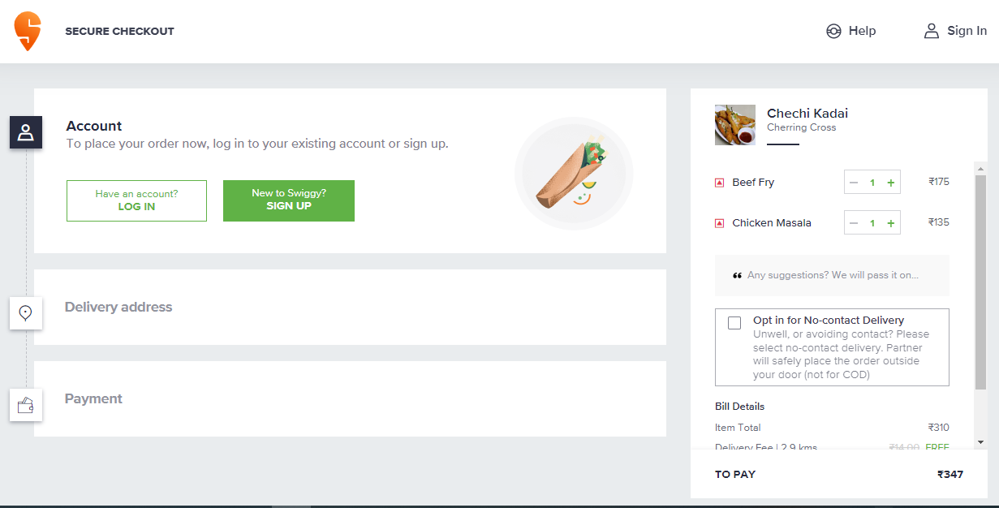 SECURE CHECKOUT
Help
Sign In
Account
To place your order now, log in to your existing account or sign up.
Have an account?
LOG IN
New to Swiggy?
SIGN UP
Delivery address
Payment
Chechi Kadai
Cherring Cross
Beef Fry
− 1 +
₹175
Chicken Masala
− 1 +
₹135
❝ Any suggestions? We will pass it on...
Opt in for No-contact Delivery
Unwell, or avoiding contact? Please
select no-contact delivery. Partner
will safely place the order outside
your door (not for COD)
Bill Details
Item Total ₹310
Delivery Fee | 2.9 kms ₹14.00 FREE
TO PAY ₹347